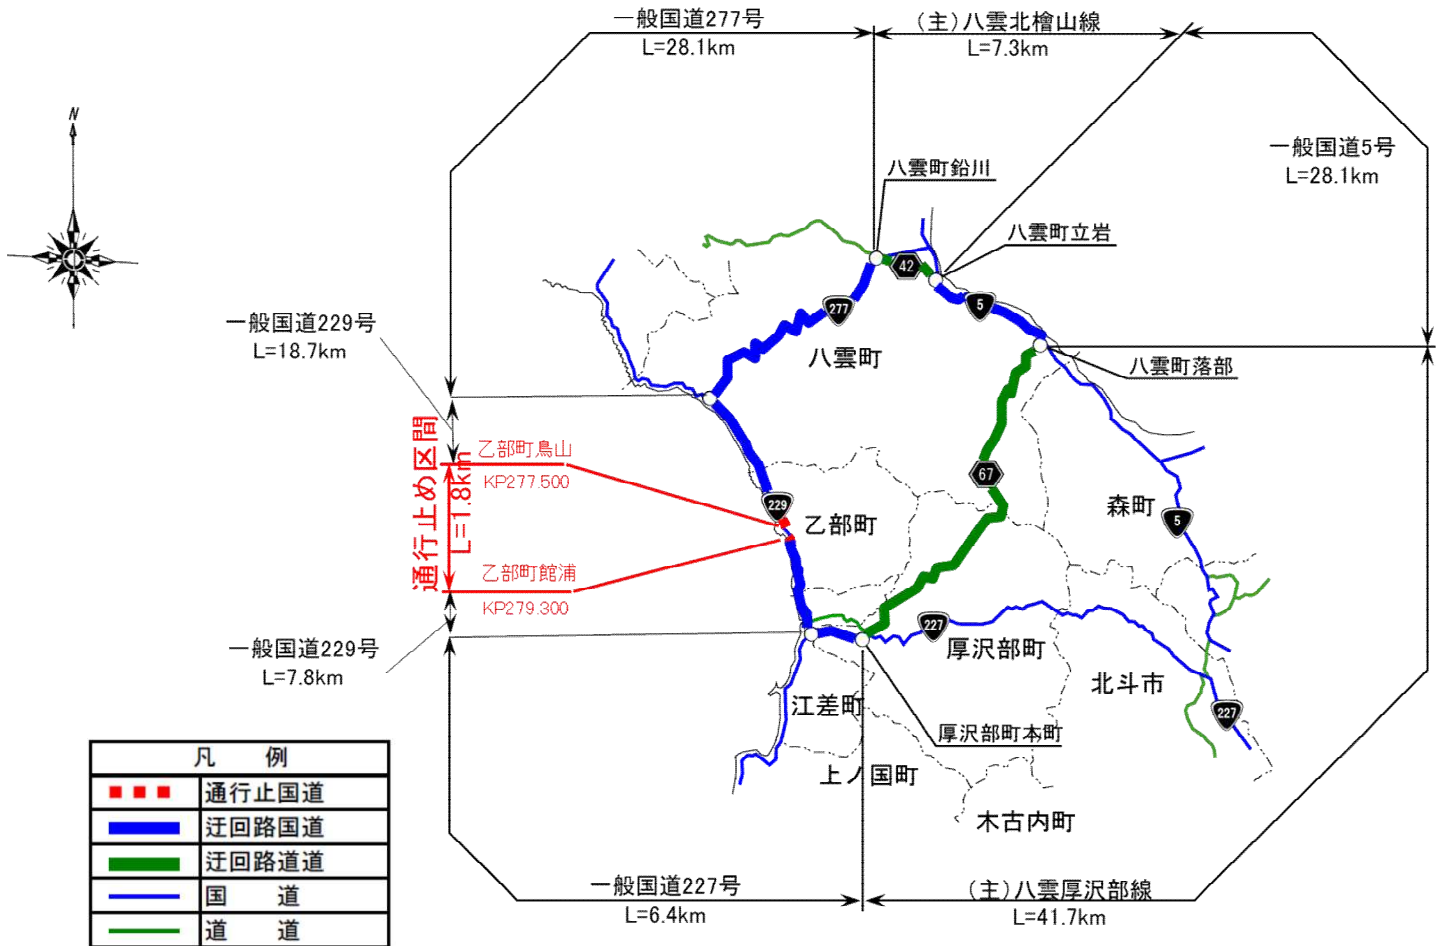 一般国道277号
L=28.1km
(主)八雲北檜山線
L=7.3km
N
一般国道5号
L=28.1km
八雲町鉛川
八雲町立岩
42
277
5
一般国道229号
L=18.7km
八雲町
八雲町落部
通行止め区間
L=1.8km
乙部町鳥山
KP277.500
67
229
乙部町
森町
5
乙部町館浦
KP279.300
227
一般国道229号
L=7.8km
厚沢部町
北斗市
江差町
227
厚沢部町本町
上ノ国町
木古内町
凡 例
通行止国道
迂回路国道
迂回路道道
国 道
道 道
一般国道227号
L=6.4km
(主)八雲厚沢部線
L=41.7km